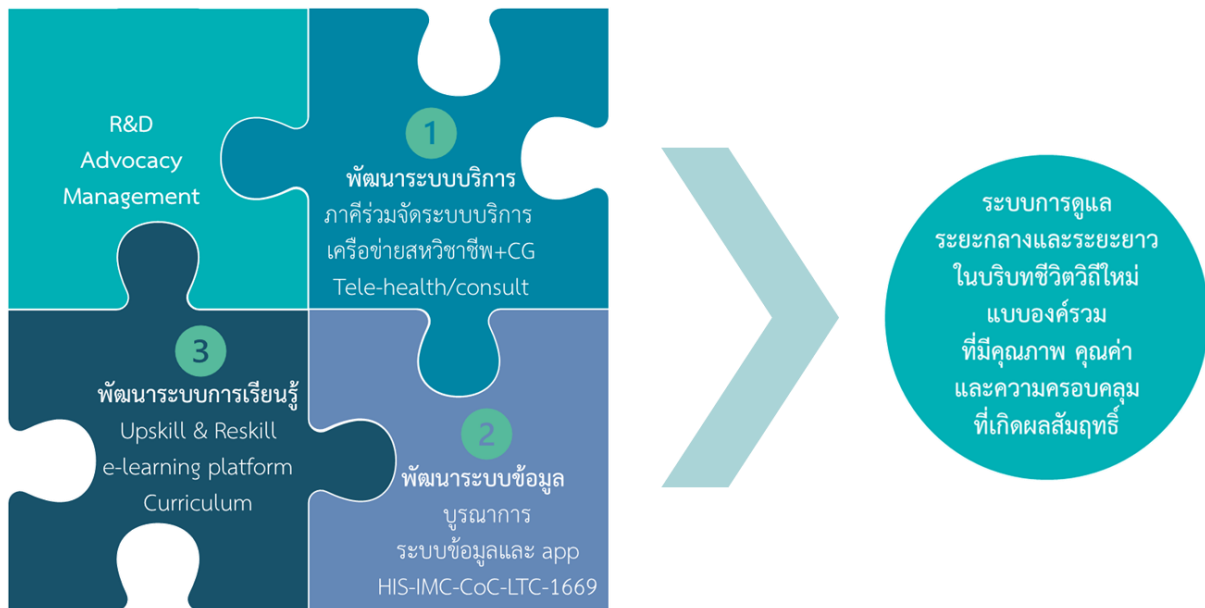 R&D
Advocacy
Management
1
พัฒนาระบบบริการ
ภาคีร่วมจัดระบบบริการ
เครือข่ายสหวิชาชีพ+CG
Tele-health/consult
3
พัฒนาระบบการเรียนรู้
Upskill & Reskill
e-learning platform
Curriculum
2
พัฒนาระบบข้อมูล
บูรณาการ
ระบบข้อมูลและ app
HIS-IMC-CoC-LTC-1669
ระบบการดูแล
ระยะกลางและระยะยาว
ในบริบทชีวิตวิถีใหม่
แบบองค์รวม
ที่มีคุณภาพ คุณค่า
และความครอบคลุม
ที่เกิดผลสัมฤทธิ์